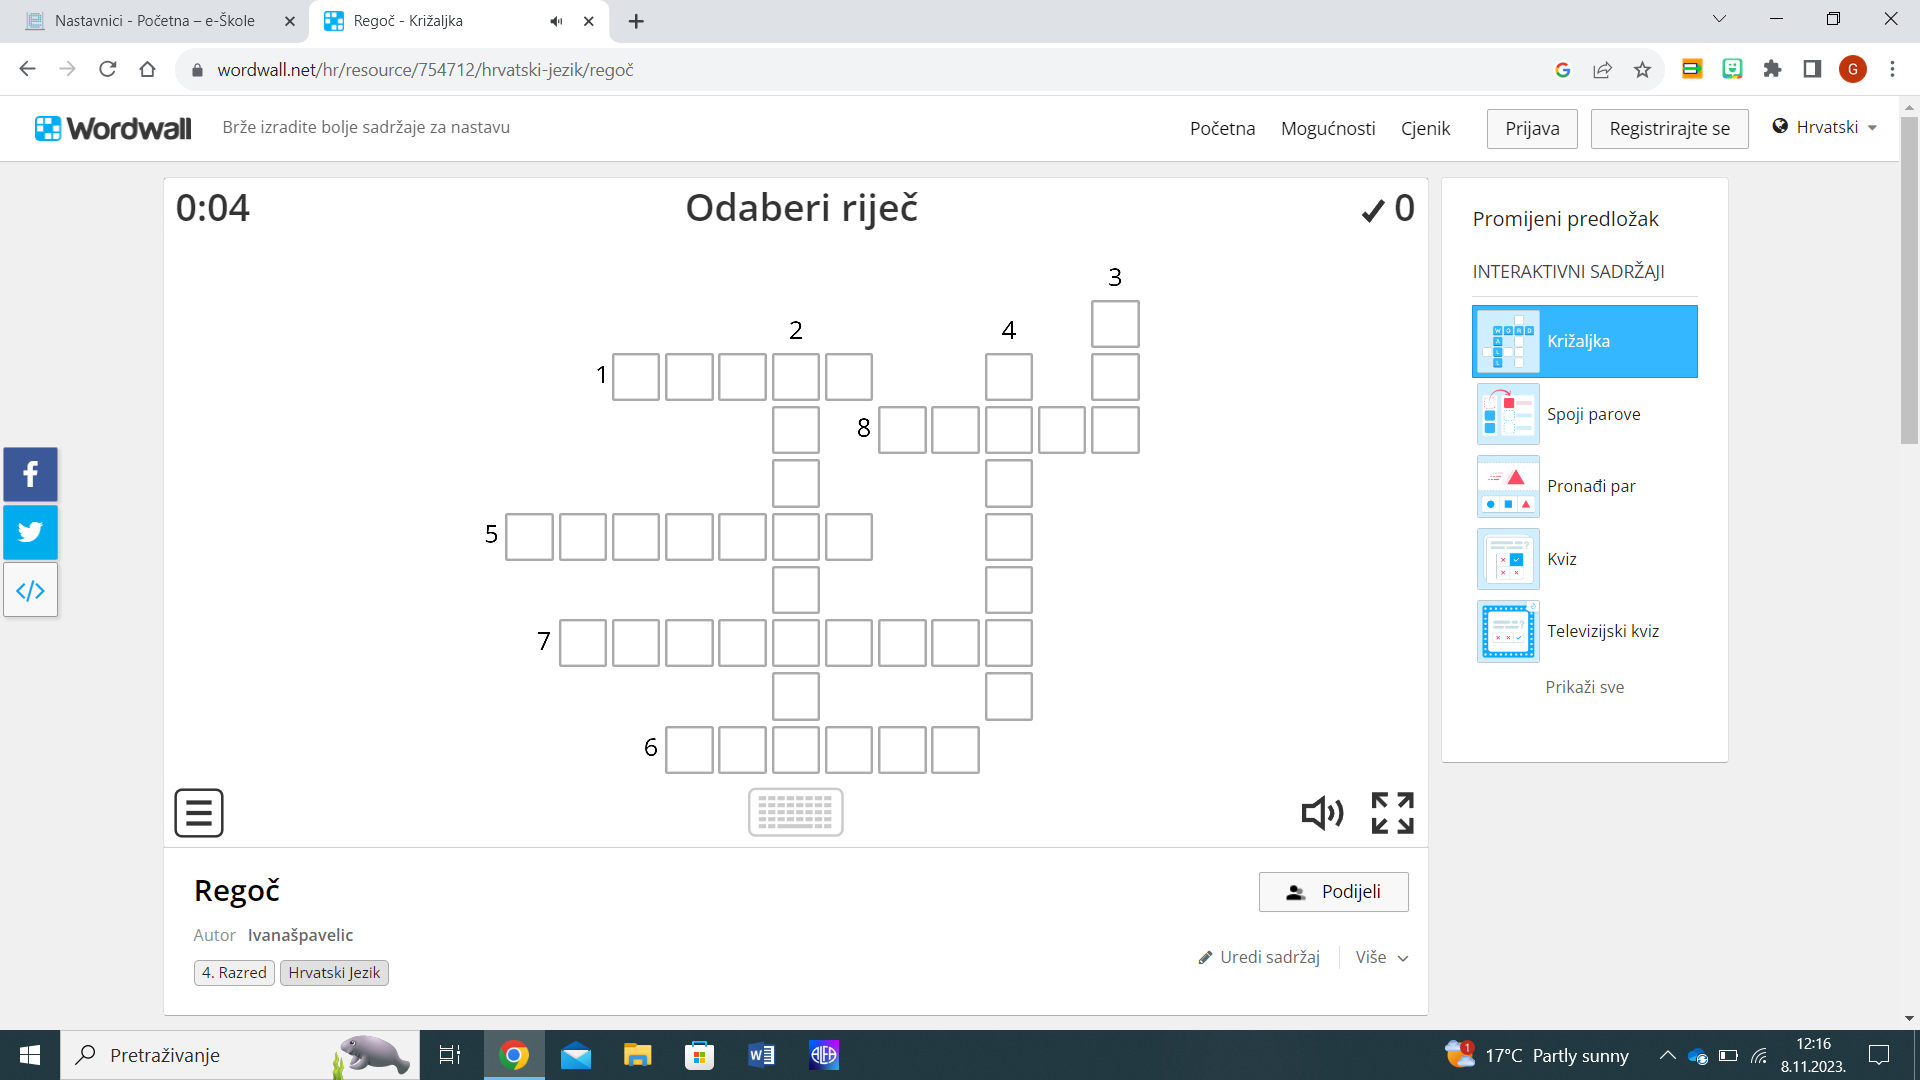 Nastavnici - Početna – e-Škole
Regoč - Križaljka
wordwall.net/hr/resource/754712/hrvatski-jezik/regoč
G
Wordwall
Brže izradite bolje sadržaje za nastavu
Početna
Mogućnosti
Cjenik
Prijava
Registrirajte se
Hrvatski
0:04
Odaberi riječ
0
3
2
4
1
8
5
7
6
Promijeni predložak
INTERAKTIVNI SADRŽAJI
Križaljka
Spoji parove
Pronađi par
Kviz
Televizijski kviz
Prikaži sve
Regoč
Podijeli
Autor Ivanašpavelic
Uredi sadržaj
Više
4. Razred
Hrvatski Jezik
Pretraživanje
1
17°C Partly sunny
12:16
8.11.2023.